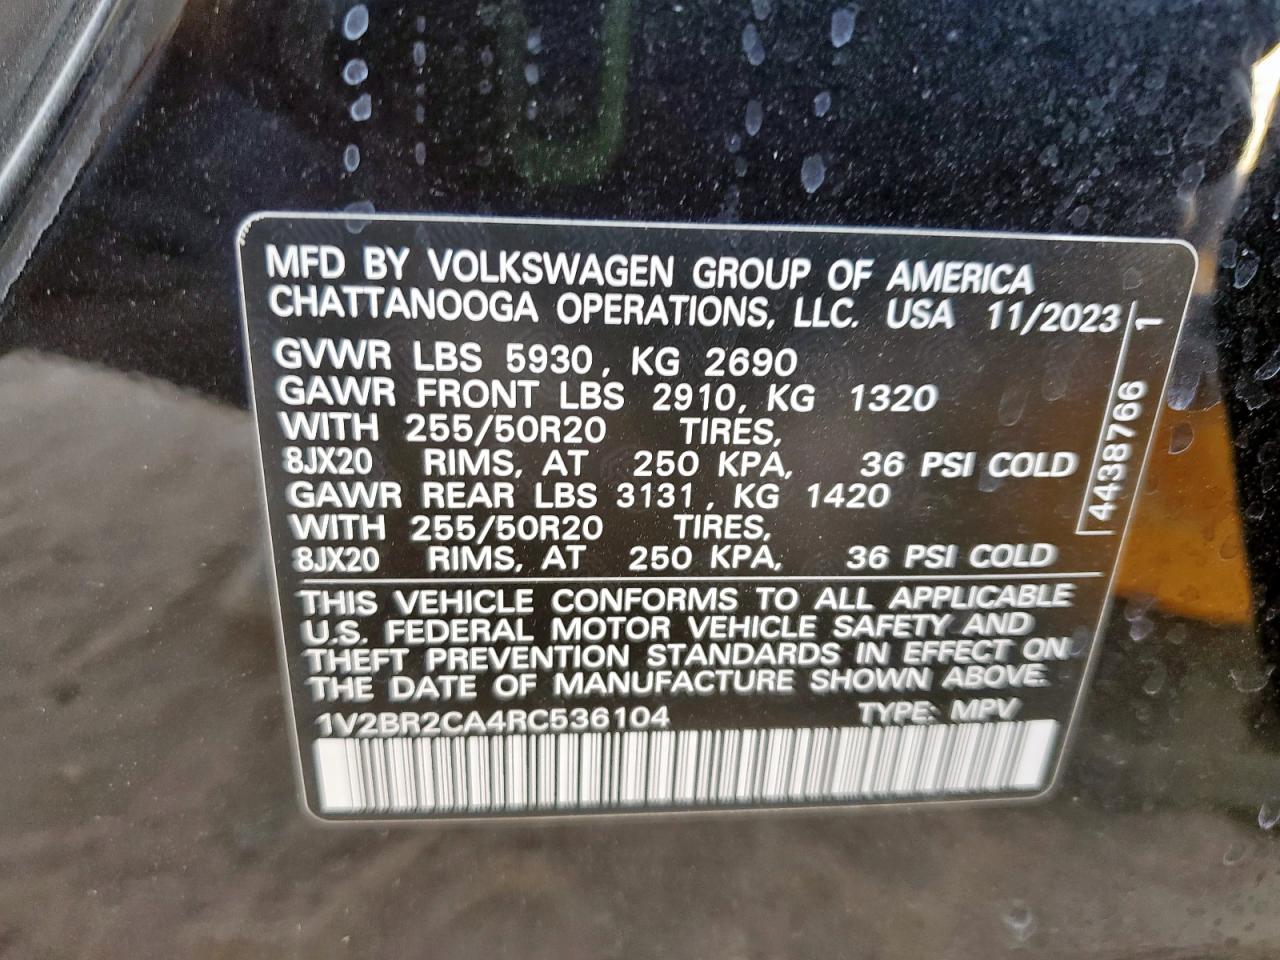 MFD BY VOLKSWAGEN GROUP OF AMERICA
CHATTANOOGA OPERATIONS, LLC. USA 11/2023
GVWR LBS 5930, KG 2690
GAWR FRONT LBS 2910, KG 1320
WITH 255/50R20 TIRES,
8JX20 RIMS, AT 250 KPA, 36 PSI COLD
GAWR REAR LBS 3131, KG 1420
WITH 255/50R20 TIRES,
8JX20 RIMS, AT 250 KPA, 36 PSI COLD
THIS VEHICLE CONFORMS TO ALL APPLICABLE
U.S. FEDERAL MOTOR VEHICLE SAFETY AND
THEFT PREVENTION STANDARDS IN EFFECT ON
THE DATE OF MANUFACTURE SHOWN ABOVE.
1V2BR2CA4RC536104 TYPE: MPV
4438766 1